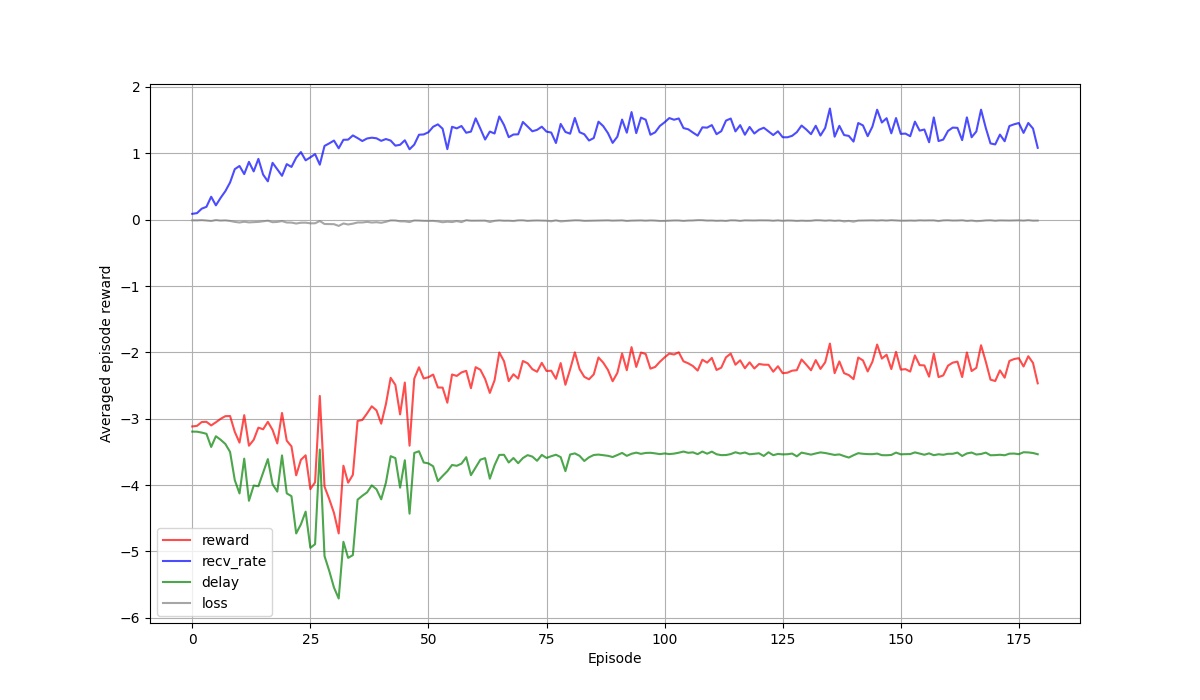 2
1
0
−1
−2
−3
−4
−5
−6
Averaged episode reward
reward
recv_rate
delay
loss
0 25 50 75 100 125 150 175
Episode